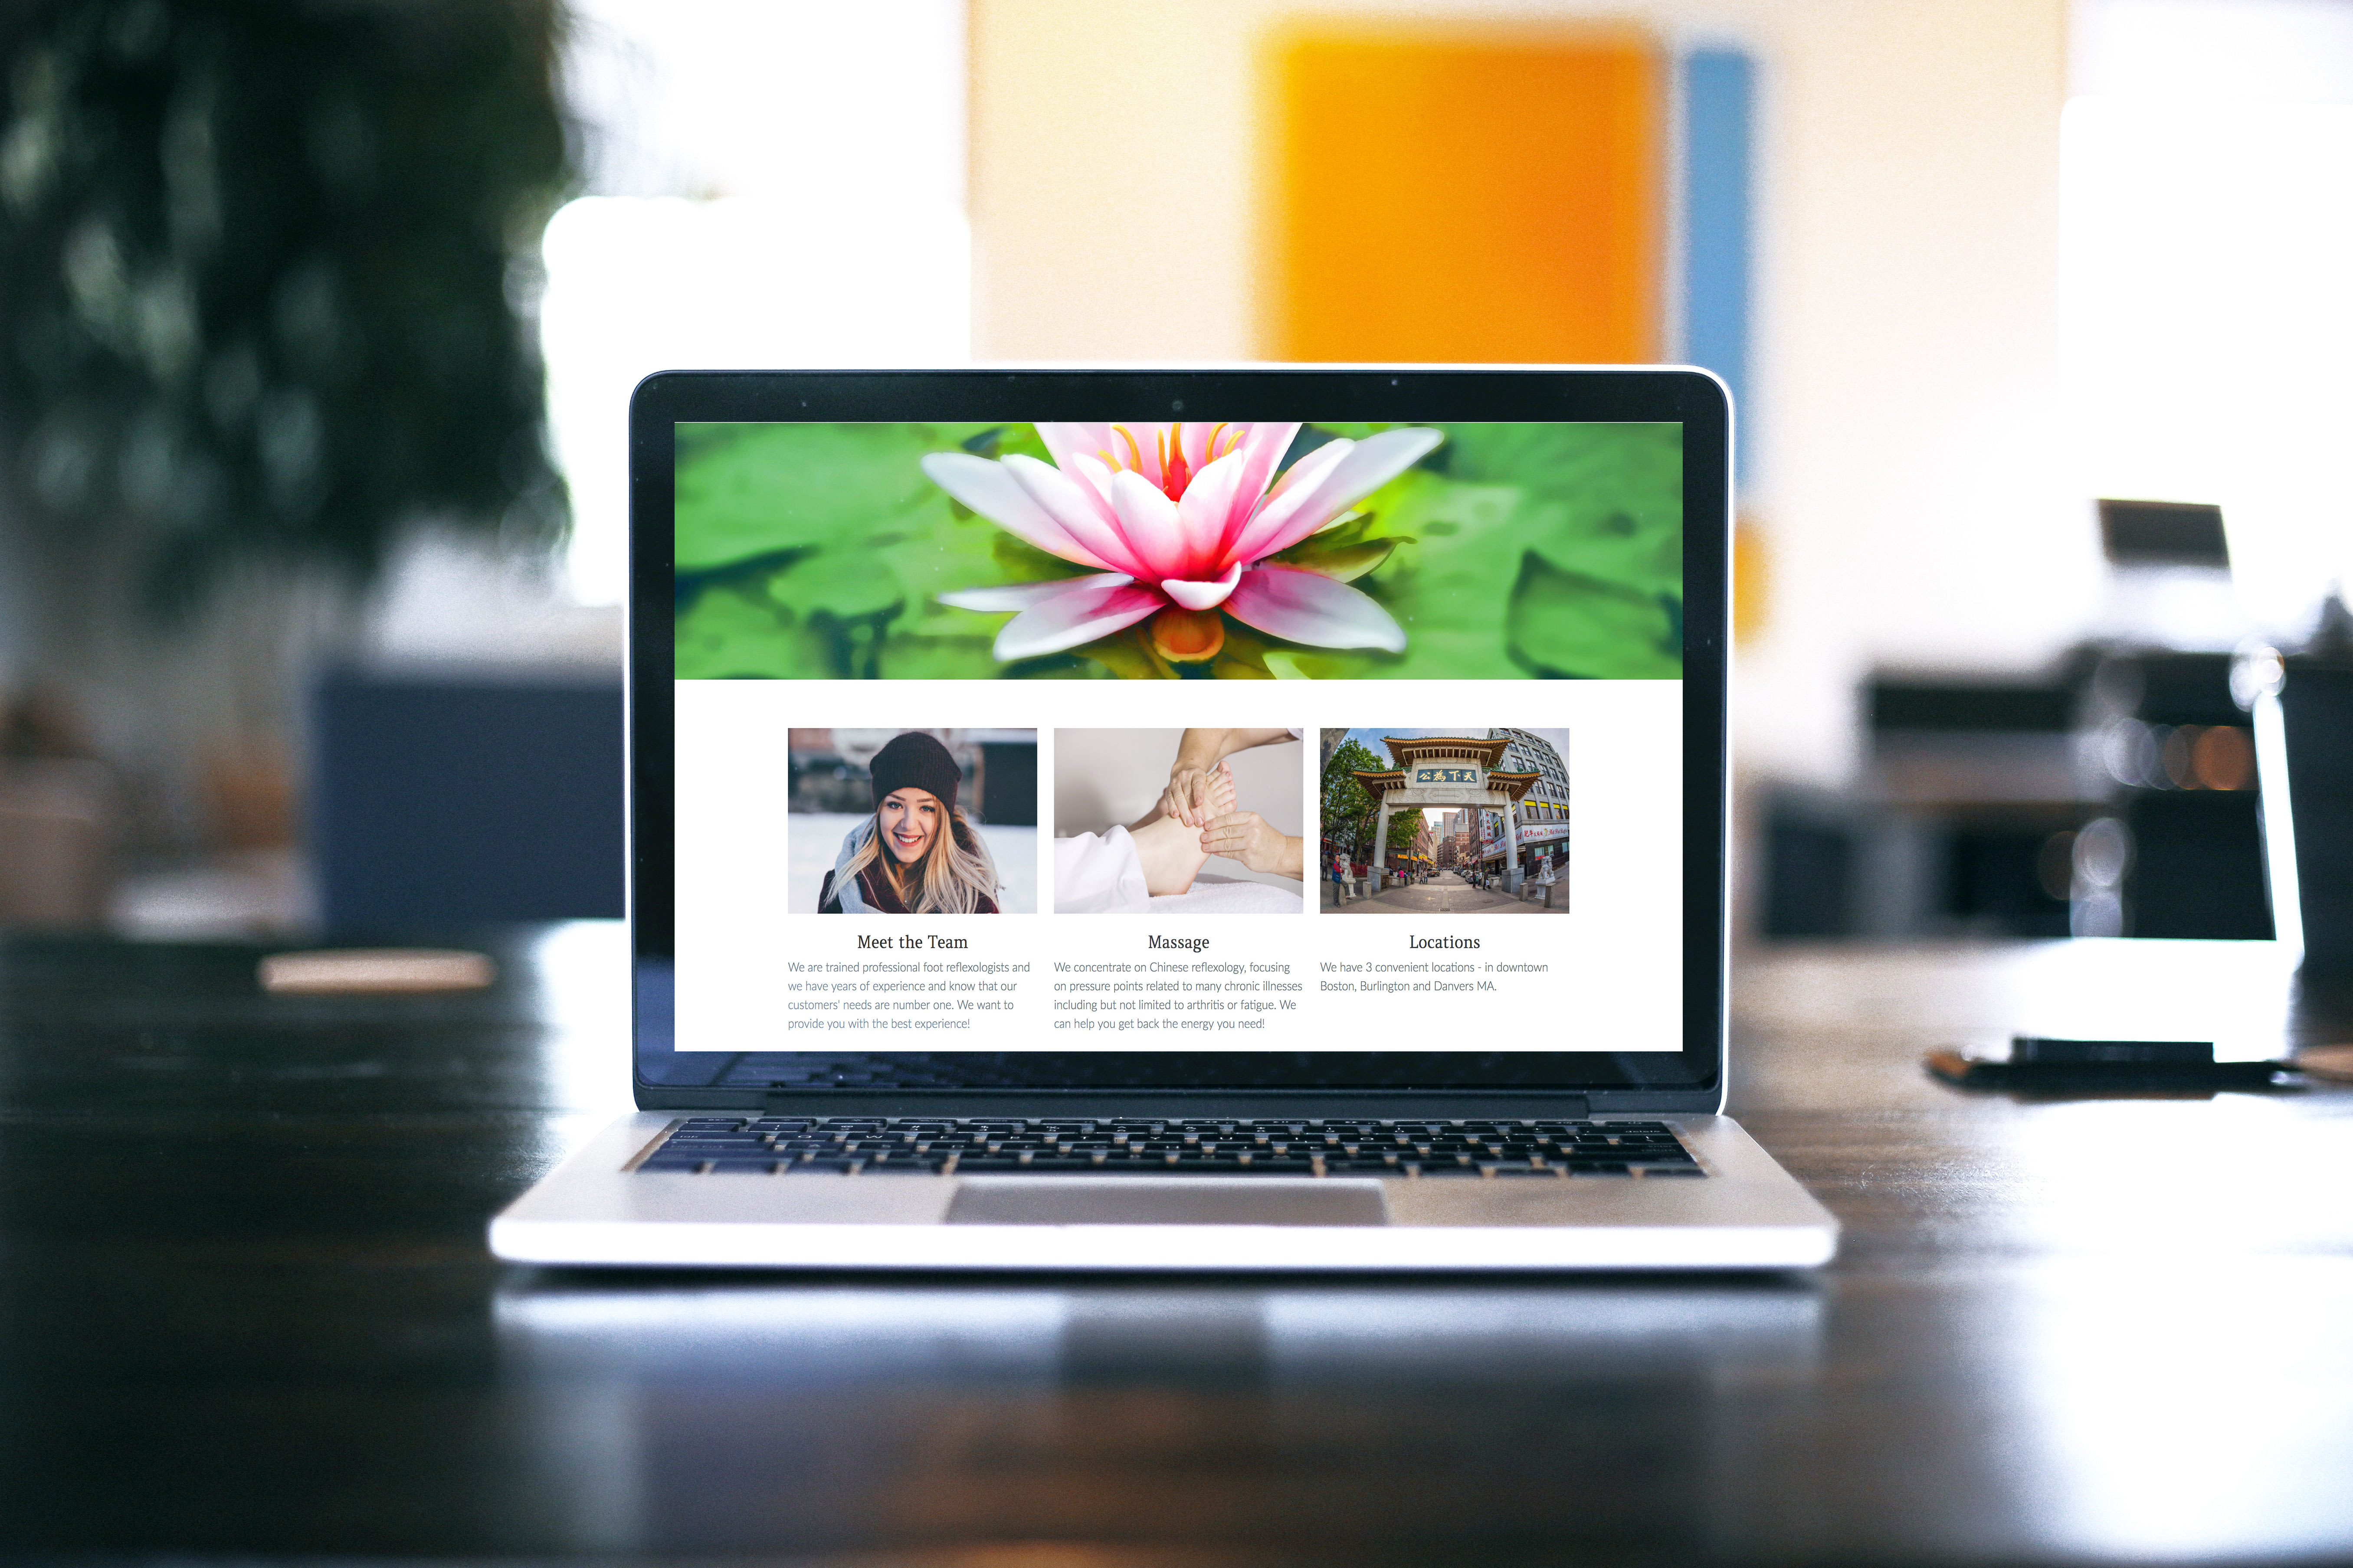 公為下天
Meet the Team
We are trained professional foot reflexologists and
we have years of experience and know that our
customers' needs are number one. We want to
provide you with the best experience!
Massage
We concentrate on Chinese reflexology, focusing
on pressure points related to many chronic illnesses
including but not limited to arthritis or fatigue. We
can help you get back the energy you need!
Locations
We have 3 convenient locations - in downtown
Boston, Burlington and Danvers MA.